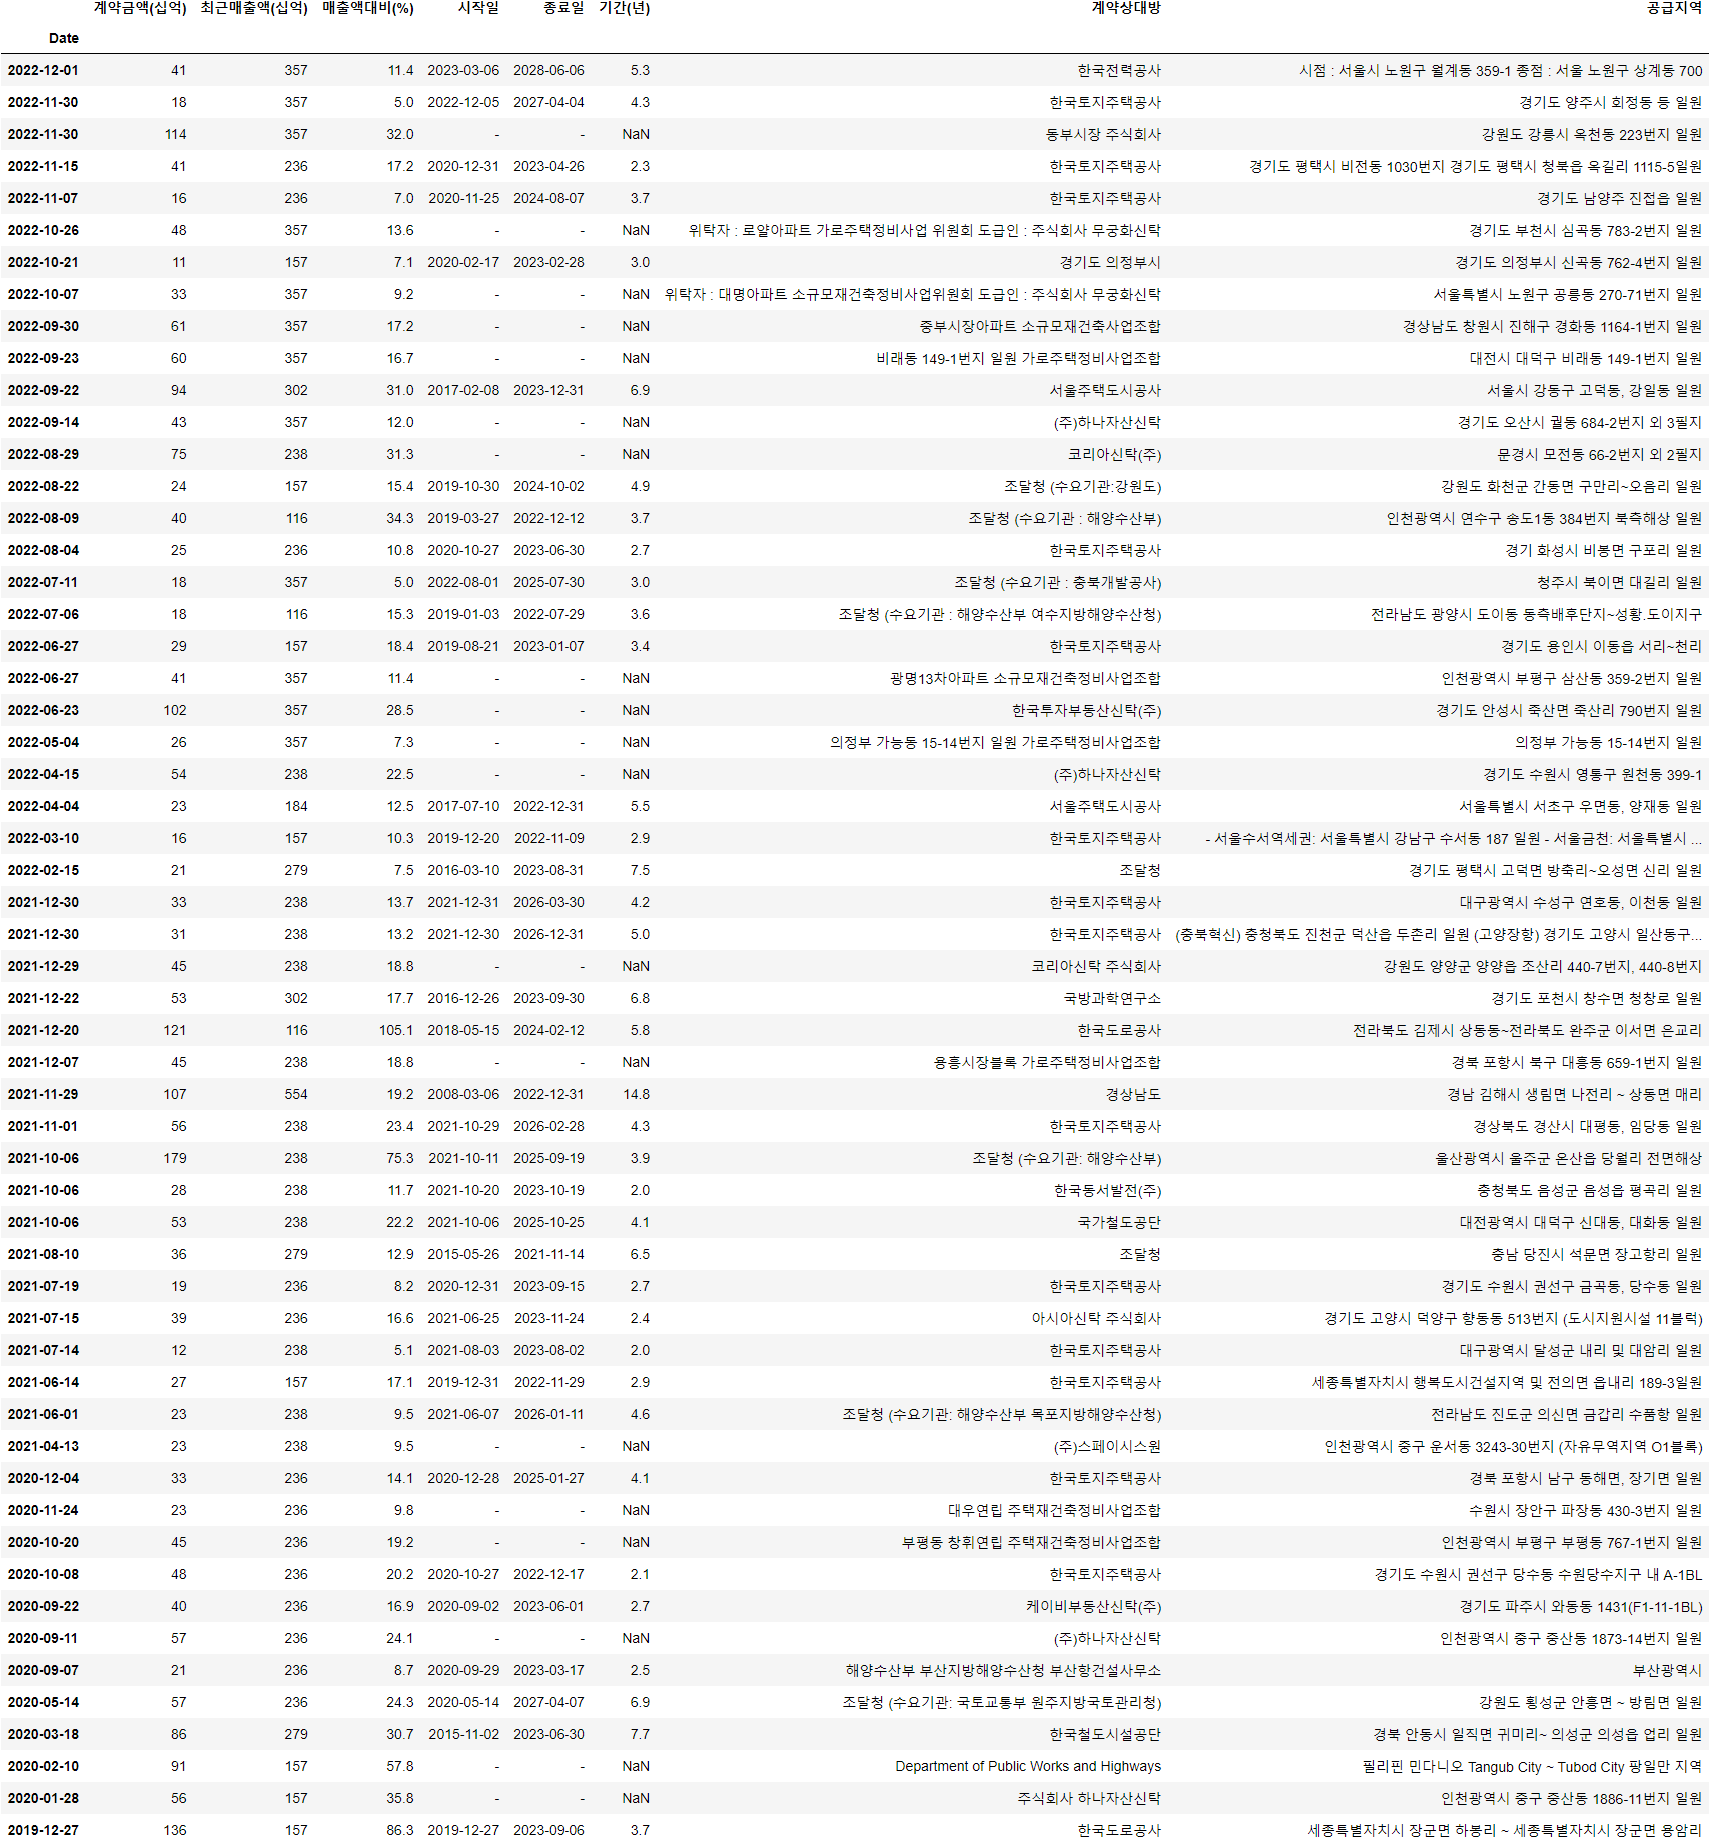 계약금액(십억) 최근매출액(십억) 매출액대비(%) 시작일 종료일 기간(년) 계약상대방 공급지역
Date
2022-12-01 41 357 11.4 2023-03-06 2028-06-06 5.3 한국전력공사 시점 : 서울시 노원구 월계동 359-1 종점 : 서울 노원구 상계동 700
2022-11-30 18 357 5.0 2022-12-05 2027-04-04 4.3 한국토지주택공사 경기도 양주시 회정동 등 일원
2022-11-30 114 357 32.0 - - NaN 동부시장 주식회사 강원도 강릉시 옥천동 223번지 일원
2022-11-15 41 236 17.2 2020-12-31 2023-04-26 2.3 한국토지주택공사 경기도 평택시 비전동 1030번지 경기도 평택시 청북읍 옥길리 1115-5일원
2022-11-07 16 236 7.0 2020-11-25 2024-08-07 3.7 한국토지주택공사 경기도 남양주 진접읍 일원
2022-10-26 48 357 13.6 - - NaN 위탁자 : 로얄아파트 가로주택정비사업 위원회 도급인 : 주식회사 무궁화신탁 경기도 부천시 심곡동 783-2번지 일원
2022-10-21 11 157 7.1 2020-02-17 2023-02-28 3.0 경기도 의정부시 경기도 의정부시 신곡동 762-4번지 일원
2022-10-07 33 357 9.2 - - NaN 위탁자 : 대명아파트 소규모재건축정비사업위원회 도급인 : 주식회사 무궁화신탁 서울특별시 노원구 공릉동 270-71번지 일원
2022-09-30 61 357 17.2 - - NaN 중부시장아파트 소규모재건축사업조합 경상남도 창원시 진해구 경화동 1164-1번지 일원
2022-09-23 60 357 16.7 - - NaN 비래동 149-1번지 일원 가로주택정비사업조합 대전시 대덕구 비래동 149-1번지 일원
2022-09-22 94 302 31.0 2017-02-08 2023-12-31 6.9 서울주택도시공사 서울시 강동구 고덕동, 강일동 일원
2022-09-14 43 357 12.0 - - NaN (주)하나자산신탁 경기도 오산시 궐동 684-2번지 외 3필지
2022-08-29 75 238 31.3 - - NaN 코리아신탁(주) 문경시 모전동 66-2번지 외 2필지
2022-08-22 24 157 15.4 2019-10-30 2024-10-02 4.9 조달청 (수요기관:강원도) 강원도 화천군 간동면 구만리~오음리 일원
2022-08-09 40 116 34.3 2019-03-27 2022-12-12 3.7 조달청 (수요기관 : 해양수산부) 인천광역시 연수구 송도1동 384번지 북측해상 일원
2022-08-04 25 236 10.8 2020-10-27 2023-06-30 2.7 한국토지주택공사 경기 화성시 비봉면 구포리 일원
2022-07-11 18 357 5.0 2022-08-01 2025-07-30 3.0 조달청 (수요기관 : 충북개발공사) 청주시 북이면 대길리 일원
2022-07-06 18 116 15.3 2019-01-03 2022-07-29 3.6 조달청 (수요기관 : 해양수산부 여수지방해양수산청) 전라남도 광양시 도이동 동측배후단지~성황.도이지구
2022-06-27 29 157 18.4 2019-08-21 2023-01-07 3.4 한국토지주택공사 경기도 용인시 이동읍 서리~천리
2022-06-27 41 357 11.4 - - NaN 광명13차아파트 소규모재건축정비사업조합 인천광역시 부평구 삼산동 359-2번지 일원
2022-06-23 102 357 28.5 - - NaN 한국투자부동산신탁(주) 경기도 안성시 죽산면 죽산리 790번지 일원
2022-05-04 26 357 7.3 - - NaN 의정부 가능동 15-14번지 일원 가로주택정비사업조합 의정부 가능동 15-14번지 일원
2022-04-15 54 238 22.5 - - NaN (주)하나자산신탁 경기도 수원시 영통구 원천동 399-1
2022-04-04 23 184 12.5 2017-07-10 2022-12-31 5.5 서울주택도시공사 서울특별시 서초구 우면동, 양재동 일원
2022-03-10 16 157 10.3 2019-12-20 2022-11-09 2.9 한국토지주택공사 - 서울수서역세권: 서울특별시 강남구 수서동 187 일원 - 서울금천: 서울특별시 ...
2022-02-15 21 279 7.5 2016-03-10 2023-08-31 7.5 조달청 경기도 평택시 고덕면 방축리~오성면 신리 일원
2021-12-30 33 238 13.7 2021-12-31 2026-03-30 4.2 한국토지주택공사 대구광역시 수성구 연호동, 이천동 일원
2021-12-30 31 238 13.2 2021-12-30 2026-12-31 5.0 한국토지주택공사 (충북혁신) 충청북도 진천군 덕산읍 두촌리 일원 (고양장항) 경기도 고양시 일산동구...
2021-12-29 45 238 18.8 - - NaN 코리아신탁 주식회사 강원도 양양군 양양읍 조산리 440-7번지, 440-8번지
2021-12-22 53 302 17.7 2016-12-26 2023-09-30 6.8 국방과학연구소 경기도 포천시 창수면 청창로 일원
2021-12-20 121 116 105.1 2018-05-15 2024-02-12 5.8 한국도로공사 전라북도 김제시 상동동~전라북도 완주군 이서면 은교리
2021-12-07 45 238 18.8 - - NaN 용흥시장블록 가로주택정비사업조합 경북 포항시 북구 대흥동 659-1번지 일원
2021-11-29 107 554 19.2 2008-03-06 2022-12-31 14.8 경상남도 경남 김해시 생림면 나전리 ~ 상동면 매리
2021-11-01 56 238 23.4 2021-10-29 2026-02-28 4.3 한국토지주택공사 경상북도 경산시 대평동, 임당동 일원
2021-10-06 179 238 75.3 2021-10-11 2025-09-19 3.9 조달청 (수요기관: 해양수산부) 울산광역시 울주군 온산읍 당월리 전면해상
2021-10-06 28 238 11.7 2021-10-20 2023-10-19 2.0 한국동서발전(주) 충청북도 음성군 음성읍 평곡리 일원
2021-10-06 53 238 22.2 2021-10-06 2025-10-25 4.1 국가철도공단 대전광역시 대덕구 신대동, 대화동 일원
2021-08-10 36 279 12.9 2015-05-26 2021-11-14 6.5 조달청 충남 당진시 석문면 장고항리 일원
2021-07-19 19 236 8.2 2020-12-31 2023-09-15 2.7 한국토지주택공사 경기도 수원시 권선구 금곡동, 당수동 일원
2021-07-15 39 236 16.6 2021-06-25 2023-11-24 2.4 아시아신탁 주식회사 경기도 고양시 덕양구 향동동 513번지 (도시지원시설 11블럭)
2021-07-14 12 238 5.1 2021-08-03 2023-08-02 2.0 한국토지주택공사 대구광역시 달성군 내리 및 대암리 일원
2021-06-14 27 157 17.1 2019-12-31 2022-11-29 2.9 한국토지주택공사 세종특별자치시 행복도시건설지역 및 전의면 읍내리 189-3일원
2021-06-01 23 238 9.5 2021-06-07 2026-01-11 4.6 조달청 (수요기관: 해양수산부 목포지방해양수산청) 전라남도 진도군 의신면 금갑리 수품항 일원
2021-04-13 23 238 9.5 - - NaN (주)스페이시스원 인천광역시 중구 운서동 3243-30번지 (자유무역지역 O1블록)
2020-12-04 33 236 14.1 2020-12-28 2025-01-27 4.1 한국토지주택공사 경북 포항시 남구 동해면, 장기면 일원
2020-11-24 23 236 9.8 - - NaN 대우연립 주택재건축정비사업조합 수원시 장안구 파장동 430-3번지 일원
2020-10-20 45 236 19.2 - - NaN 부평동 창휘연립 주택재건축정비사업조합 인천광역시 부평구 부평동 767-1번지 일원
2020-10-08 48 236 20.2 2020-10-27 2022-12-17 2.1 한국토지주택공사 경기도 수원시 권선구 당수동 수원당수지구 내 A-1BL
2020-09-22 40 236 16.9 2020-09-02 2023-06-01 2.7 케이비부동산신탁(주) 경기도 파주시 와동동 1431(F1-11-1BL)
2020-09-11 57 236 24.1 - - NaN (주)하나자산신탁 인천광역시 중구 중산동 1873-14번지 일원
2020-09-07 21 236 8.7 2020-09-29 2023-03-17 2.5 해양수산부 부산지방해양수산청 부산항건설사무소 부산광역시
2020-05-14 57 236 24.3 2020-05-14 2027-04-07 6.9 조달청 (수요기관: 국토교통부 원주지방국토관리청) 강원도 횡성군 안흥면 ~ 방림면 일원
2020-03-18 86 279 30.7 2015-11-02 2023-06-30 7.7 한국철도시설공단 경북 안동시 일직면 귀미리~ 의성군 의성읍 업리 일원
2020-02-10 91 157 57.8 - - NaN Department of Public Works and Highways 필리핀 민다니오 Tangub City ~ Tubod City 팡일만 지역
2020-01-28 56 157 35.8 - - NaN 주식회사 하나자산신탁 인천광역시 중구 중산동 1886-11번지 일원
2019-12-27 136 157 86.3 2019-12-27 2023-09-06 3.7 한국도로공사 세종특별자치시 장군면 하봉리 ~ 세종특별자치시 장군면 용암리